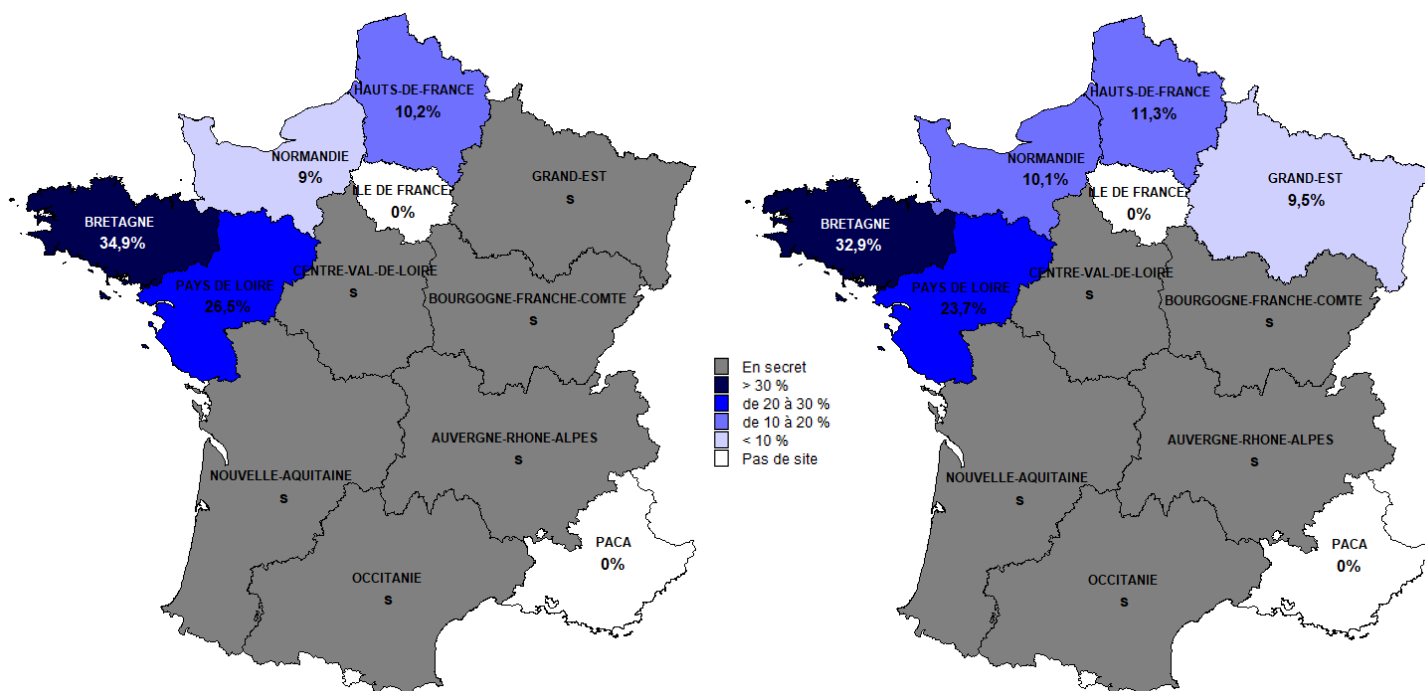 HAUTS-DE-FRANCE
10,2%
NORMANDIE
9%
ILE DE FRANCE
0%
GRAND-EST
s
BRETAGNE
34,9%
PAYS DE LOIRE
26,5%
CENTRE-VAL-DE-LOIRE
s
BOURGOGNE-FRANCHE-COMTE
s
AUVERGNE-RHONE-ALPES
s
NOUVELLE-AQUITAINE
s
PACA
0%
OCCITANIE
s
En secret
> 30 %
de 20 à 30 %
de 10 à 20 %
< 10 %
Pas de site
HAUTS-DE-FRANCE
11,3%
NORMANDIE
10,1%
ILE DE FRANCE
0%
GRAND-EST
9,5%
BRETAGNE
32,9%
PAYS DE LOIRE
23,7%
CENTRE-VAL-DE-LOIRE
s
BOURGOGNE-FRANCHE-COMTE
s
AUVERGNE-RHONE-ALPES
s
NOUVELLE-AQUITAINE
s
PACA
0%
OCCITANIE
s